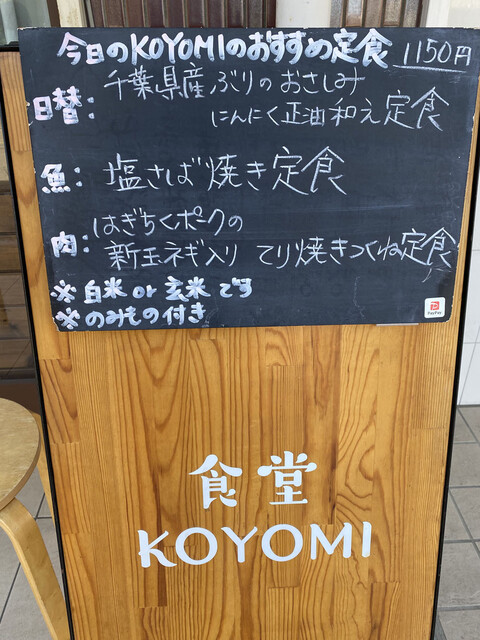 今日のKOYOMIのおすすめ定食 1150円
日替: 千葉県産 ぶりのおさしみ
にんにく正油和え定食
魚: 塩さば焼き定食
肉: はぎちくポークの
新玉ネギ入り てり焼きつくね定食
※白米or玄米です
※のみもの付き
PayPay
食堂
KOYOMI